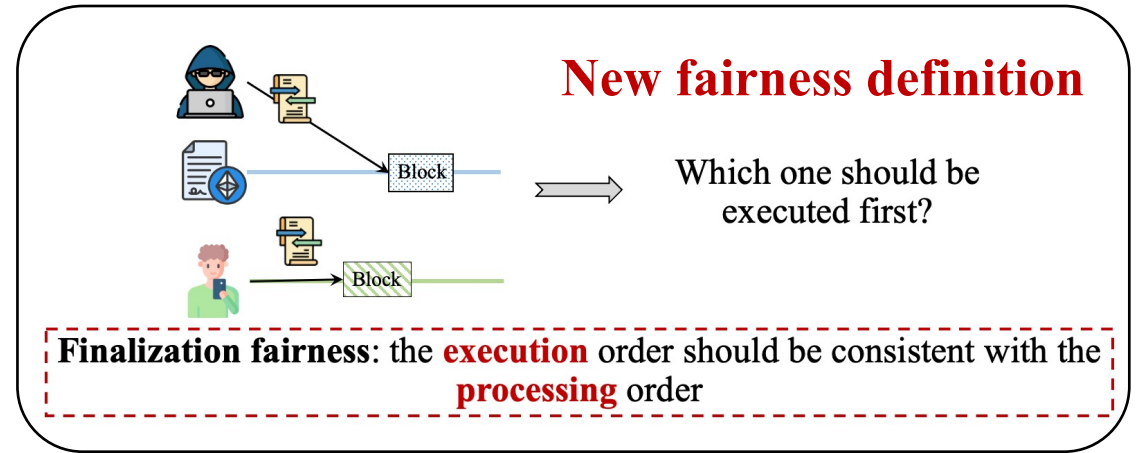 New fairness definition
Block
Which one should be
executed first?
Block
Finalization fairness: the execution order should be consistent with the
processing order